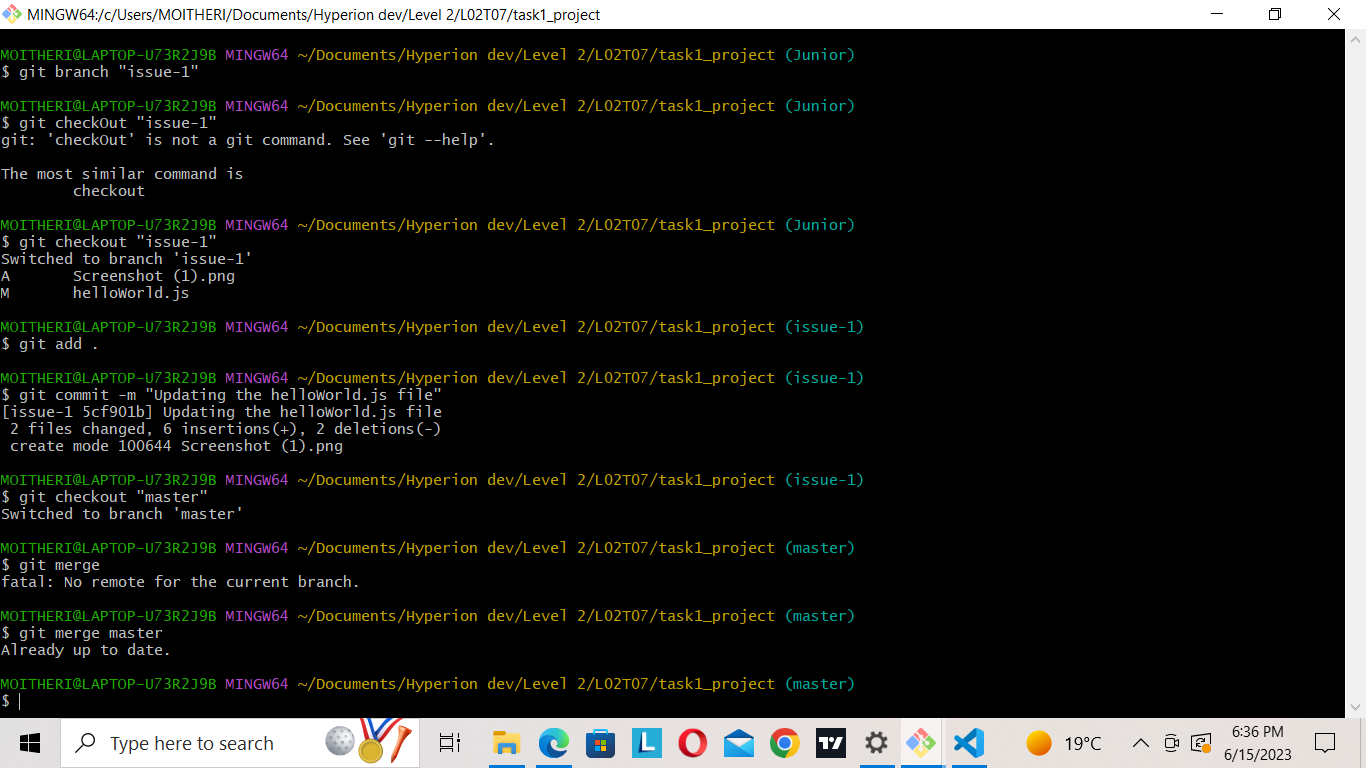 MINGW64:/c/Users/MOITHERI/Documents/Hyperion dev/Level 2/L02T07/task1_project
MOITHERI@LAPTOP-U73R2J9B MINGW64 ~/Documents/Hyperion dev/Level 2/L02T07/task1_project (Junior)
$ git branch "issue-1"
MOITHERI@LAPTOP-U73R2J9B MINGW64 ~/Documents/Hyperion dev/Level 2/L02T07/task1_project (Junior)
$ git checkOut "issue-1"
git: 'checkOut' is not a git command. See 'git --help'.
The most similar command is
        checkout
MOITHERI@LAPTOP-U73R2J9B MINGW64 ~/Documents/Hyperion dev/Level 2/L02T07/task1_project (Junior)
$ git checkout "issue-1"
Switched to branch 'issue-1'
A       Screenshot (1).png
M       helloWorld.js
MOITHERI@LAPTOP-U73R2J9B MINGW64 ~/Documents/Hyperion dev/Level 2/L02T07/task1_project (issue-1)
$ git add .
MOITHERI@LAPTOP-U73R2J9B MINGW64 ~/Documents/Hyperion dev/Level 2/L02T07/task1_project (issue-1)
$ git commit -m "Updating the helloWorld.js file"
[issue-1 5cf901b] Updating the helloWorld.js file
 2 files changed, 6 insertions(+), 2 deletions(-)
 create mode 100644 Screenshot (1).png
MOITHERI@LAPTOP-U73R2J9B MINGW64 ~/Documents/Hyperion dev/Level 2/L02T07/task1_project (issue-1)
$ git checkout "master"
Switched to branch 'master'
MOITHERI@LAPTOP-U73R2J9B MINGW64 ~/Documents/Hyperion dev/Level 2/L02T07/task1_project (master)
$ git merge
fatal: No remote for the current branch.
MOITHERI@LAPTOP-U73R2J9B MINGW64 ~/Documents/Hyperion dev/Level 2/L02T07/task1_project (master)
$ git merge master
Already up to date.
MOITHERI@LAPTOP-U73R2J9B MINGW64 ~/Documents/Hyperion dev/Level 2/L02T07/task1_project (master)
$
Type here to search
L
19°C
6:36 PM
6/15/2023